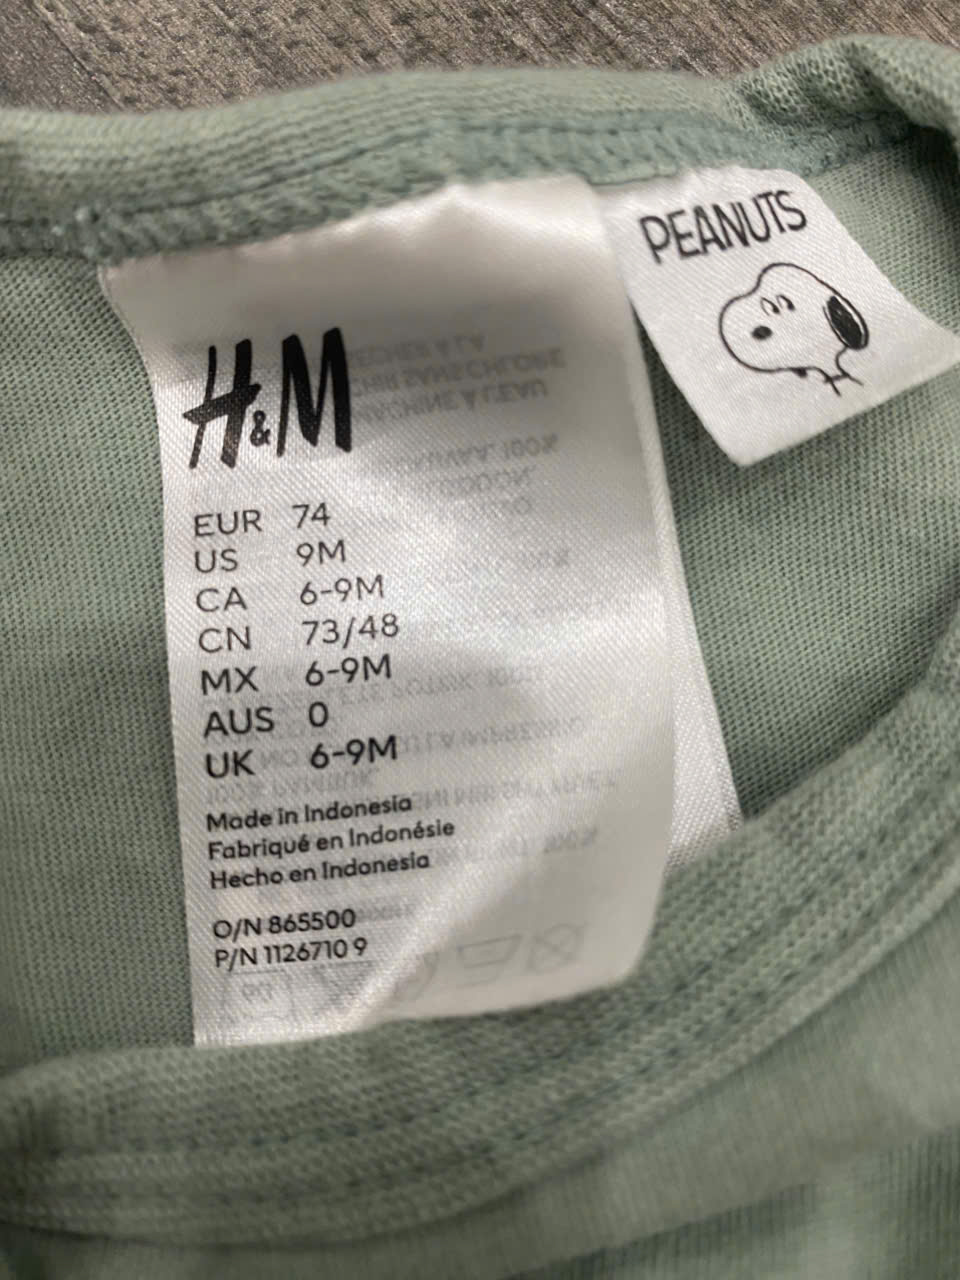 H&M
EUR 74
US 9M
CA 6-9M
CN 73/48
MX 6-9M
AUS 0
UK 6-9M
Made in Indonesia
Fabriqué en Indonésie
Hecho en Indonesia
O/N 865500
P/N 1126710 9
PEANUTS